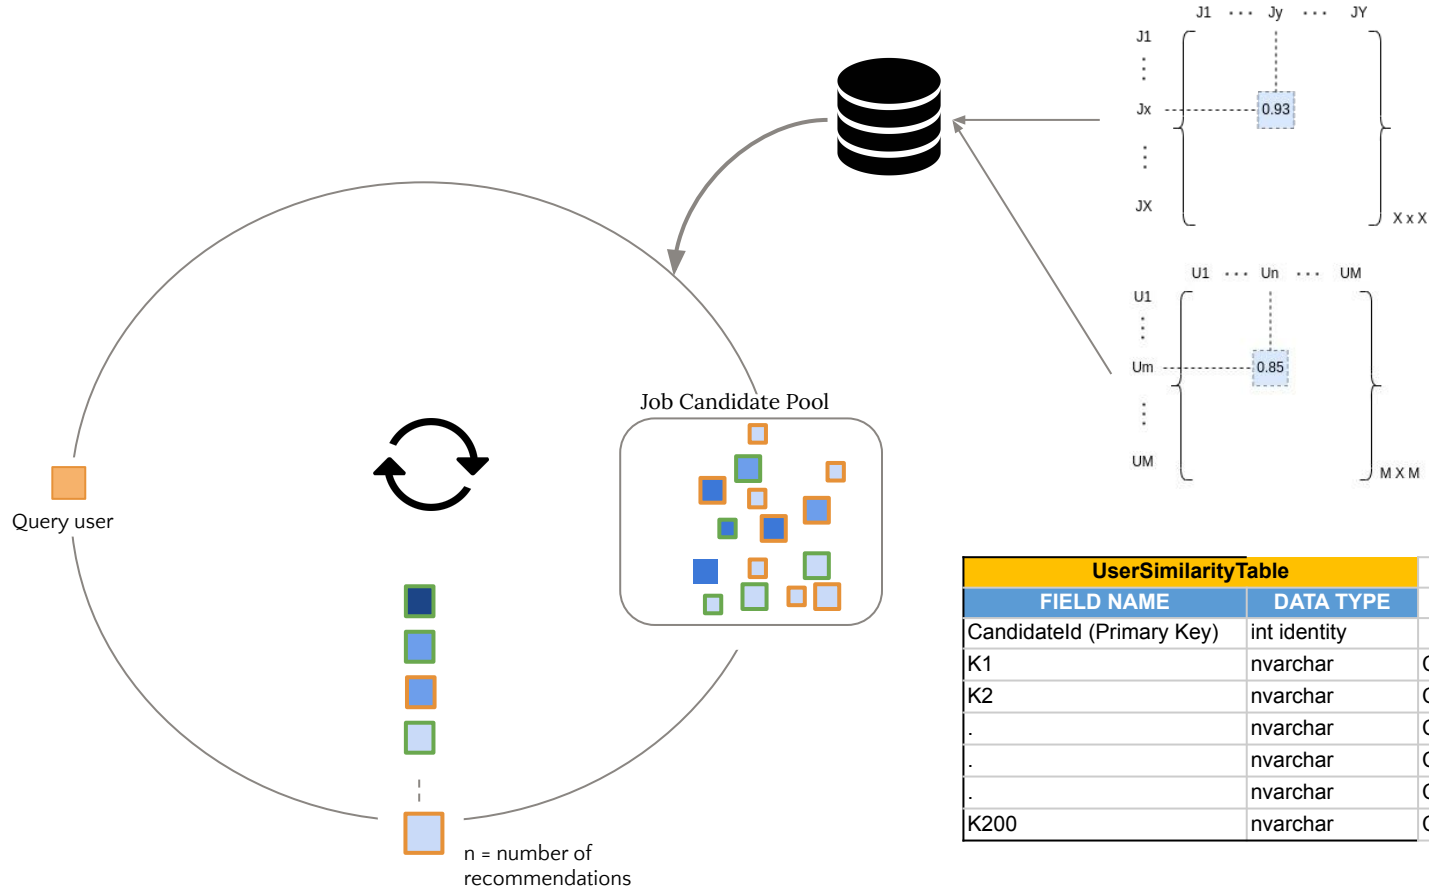 J1 ... Jy ... JY
J1
Jx
0.93
JX
X x X
U1 ... Un ... UM
U1
Um
0.85
UM
M X M
Job Candidate Pool
Query user
n = number of
recommendations
UserSimilarityTable
FIELD NAME DATA TYPE
CandidateId (Primary Key) int identity
K1 nvarchar
K2 nvarchar
. nvarchar
. nvarchar
. nvarchar
K200 nvarchar